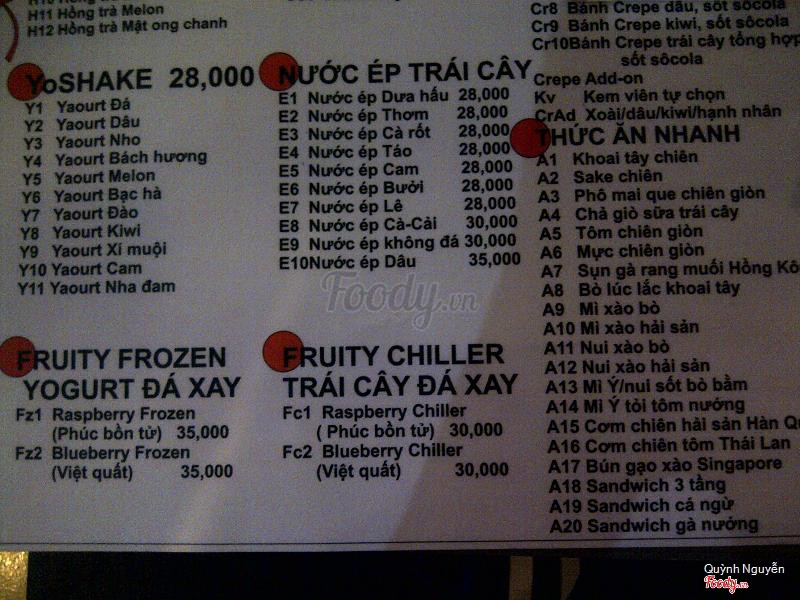 H11 Hồng trà Melon
H12 Hồng trà Mật ong chanh
YoSHAKE 28,000
Y1 Yaourt Đá
Y2 Yaourt Dâu
Y3 Yaourt Nho
Y4 Yaourt Bách hương
Y5 Yaourt Melon
Y6 Yaourt Bạc hà
Y7 Yaourt Đào
Y8 Yaourt Kiwi
Y9 Yaourt Xí muội
Y10 Yaourt Cam
Y11 Yaourt Nha đam
FRUITY FROZEN
YOGURT ĐÁ XAY
Fz1 Raspberry Frozen
(Phúc bồn tử) 35,000
Fz2 Blueberry Frozen
(Việt quất) 35,000
NƯỚC ÉP TRÁI CÂY
E1 Nước ép Dưa hấu 28,000
E2 Nước ép Thơm 28,000
E3 Nước ép Cà rốt 28,000
E4 Nước ép Táo 28,000
E5 Nước ép Cam 28,000
E6 Nước ép Bưởi 28,000
E7 Nước ép Lê 28,000
E8 Nước ép Cà-Cải 30,000
E9 Nước ép không đá 30,000
E10Nước ép Dâu 35,000
Foody.vn
FRUITY CHILLER
TRÁI CÂY ĐÁ XAY
Fc1 Raspberry Chiller
( Phúc bồn tử) 30,000
Fc2 Blueberry Chiller
(Việt quất) 30,000
Cr8 Bánh Crepe dâu, sốt sôcola
Cr9 Bánh Crepe kiwi, sốt sôcola
Cr10Bánh Crepe trái cây tổng hợp
sốt sôcola
Crepe Add-on
Kv Kem viên tự chọn
CrAd Xoài/dâu/kiwi/hạnh nhân
THỨC ĂN NHANH
A1 Khoai tây chiên
A2 Sake chiên
A3 Phô mai que chiên giòn
A4 Chả giò sữa trái cây
A5 Tôm chiên giòn
A6 Mực chiên giòn
A7 Sụn gà rang muối Hồng Kô
A8 Bò lúc lắc khoai tây
A9 Mì xào bò
A10 Mì xào hải sản
A11 Nui xào bò
A12 Nui xào hải sản
A13 Mì Ý/nui sốt bò bằm
A14 Mì Ý tỏi tôm nướng
A15 Cơm chiên hải sản Hàn Qu
A16 Cơm chiên tôm Thái Lan
A17 Bún gạo xào Singapore
A18 Sandwich 3 tầng
A19 Sandwich cá ngừ
A20 Sandwich gà nướng
Quỳnh Nguyễn
Foody.vn